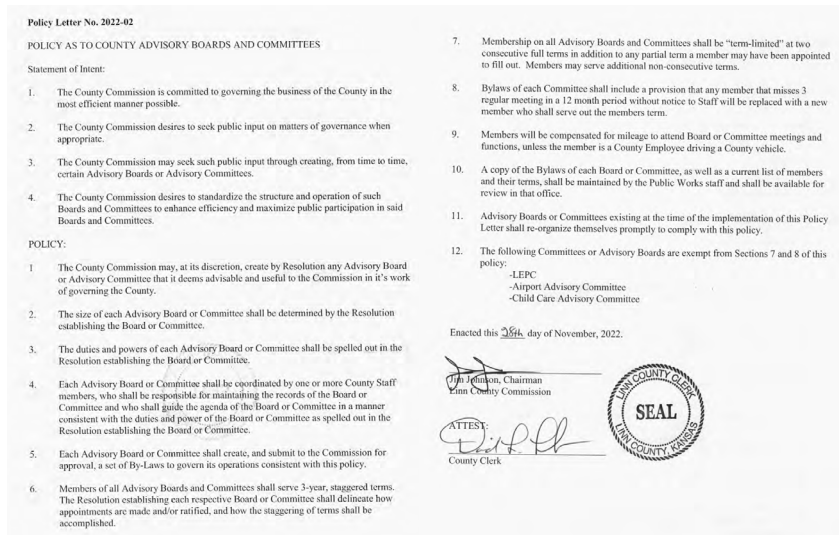 Policy Letter No. 2022-02
POLICY AS TO COUNTY ADVISORY BOARDS AND COMMITTEES
Statement of Intent:
1. The County Commission is committed to governing the business of the County in the
most efficient manner possible.
2. The County Commission desires to seek public input on matters of governance when
appropriate.
3. The County Commission may seek such public input through creating, from time to time,
certain Advisory Boards or Advisory Committees.
4. The County Commission desires to standardize the structure and operation of such
Boards and Committees to enhance efficiency and maximize public participation in said
Boards and Committees.
POLICY:
1 The County Commission may, at its discretion, create by Resolution any Advisory Board
or Advisory Committee that it deems advisable and useful to the Commission in it's work
of governing the County.
2. The size of each Advisory Board or Committee shall be determined by the Resolution
establishing the Board or Committee.
3. The duties and powers of each Advisory Board or Committee shall be spelled out in the
Resolution establishing the Board or Committee.
4. Each Advisory Board or Committee shall be coordinated by one or more County Staff
members, who shall be responsible for maintaining the records of the Board or
Committee and who shall guide the agenda of the Board or Committee in a manner
consistent with the duties and power of the Board or Committee as spelled out in the
Resolution establishing the Board or Committee.
5. Each Advisory Board or Committee shall create, and submit to the Commission for
approval, a set of By-Laws to govern its operations consistent with this policy.
6. Members of all Advisory Boards and Committees shall serve 3-year, staggered terms.
The Resolution establishing each respective Board or Committee shall delineate how
appointments are made and/or ratified, and how the staggering of terms shall be
accomplished.
7. Membership on all Advisory Boards and Committees shall be "term-limited" at two
consecutive full terms in addition to any partial term a member may have been appointed
to fill out. Members may serve additional non-consecutive terms.
8. Bylaws of each Committee shall include a provision that any member that misses 3
regular meeting in a 12 month period without notice to Staff will be replaced with a new
member who shall serve out the members term.
9. Members will be compensated for mileage to attend Board or Committee meetings and
functions, unless the member is a County Employee driving a County vehicle.
10. A copy of the Bylaws of each Board or Committee, as well as a current list of members
and their terms, shall be maintained by the Public Works staff and shall be available for
review in that office.
11. Advisory Boards or Committees existing at the time of the implementation of this Policy
Letter shall re-organize themselves promptly to comply with this policy.
12. The following Committees or Advisory Boards are exempt from Sections 7 and 8 of this
policy:
-LEPC
-Airport Advisory Committee
-Child Care Advisory Committee
Enacted this 28th day of November, 2022.
Jim Johnson, Chairman
Linn County Commission
ATTEST:
County Clerk
LINN COUNTY CLERK
SEAL
LINN COUNTY, KANSAS